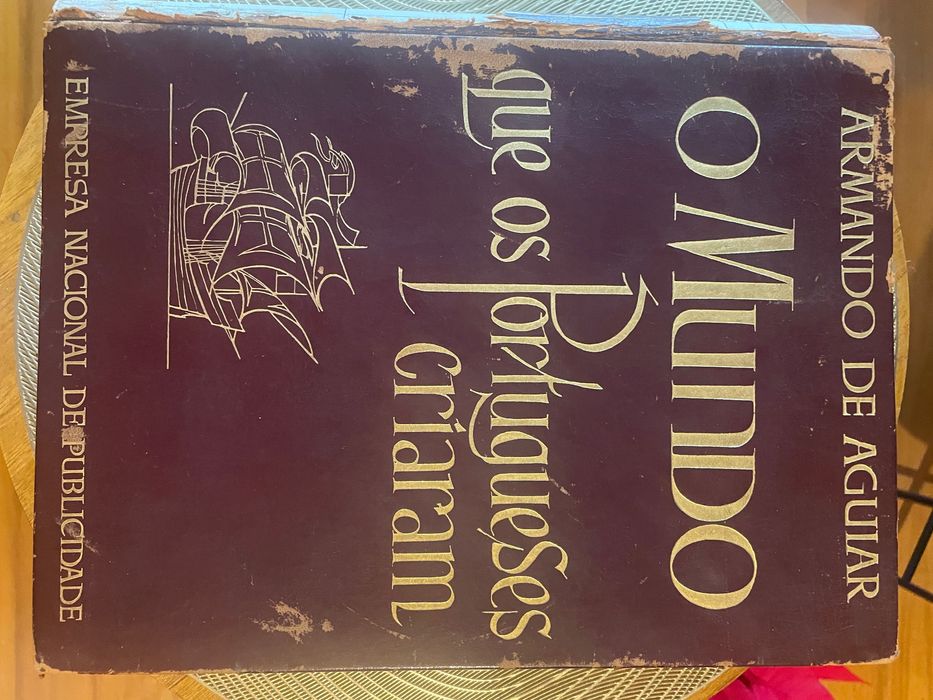 ARMANDO DE AGUIAR
O MUNDO
que os Portugueses
criaram
EMPRESA NACIONAL DE PUBLICIDADE